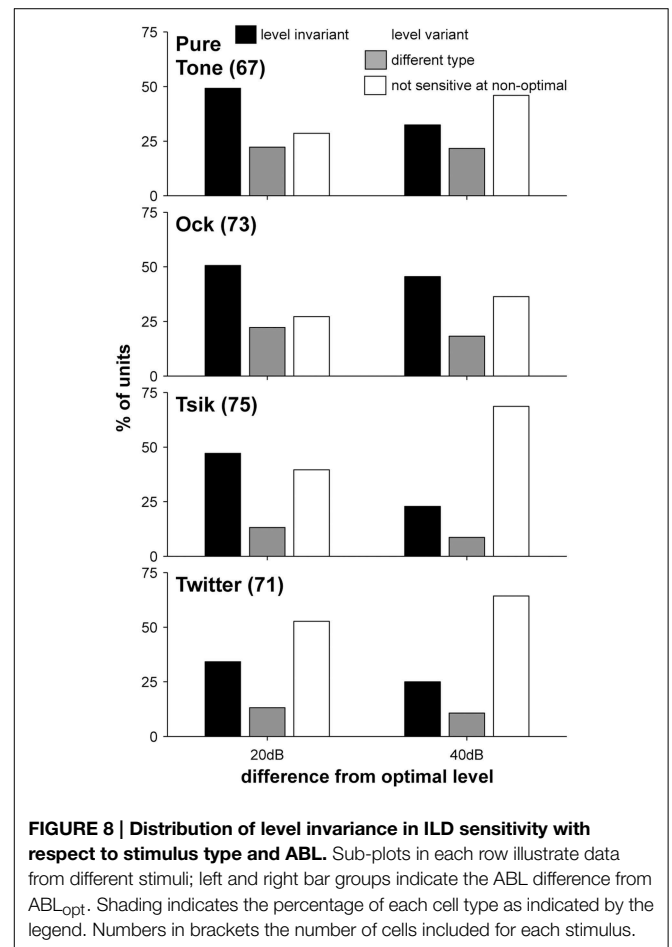 Pure
Tone (67)
level invariant
level variant
different type
not sensitive at non-optimal
75
50
25
0
Ock (73)
75
50
25
0
Tsik (75)
75
50
25
0
Twitter (71)
75
50
25
0
% of units
20dB 40dB
difference from optimal level
FIGURE 8 | Distribution of level invariance in ILD sensitivity with
respect to stimulus type and ABL. Sub-plots in each row illustrate data
from different stimuli; left and right bar groups indicate the ABL difference from
ABLopt. Shading indicates the percentage of each cell type as indicated by the
legend. Numbers in brackets the number of cells included for each stimulus.